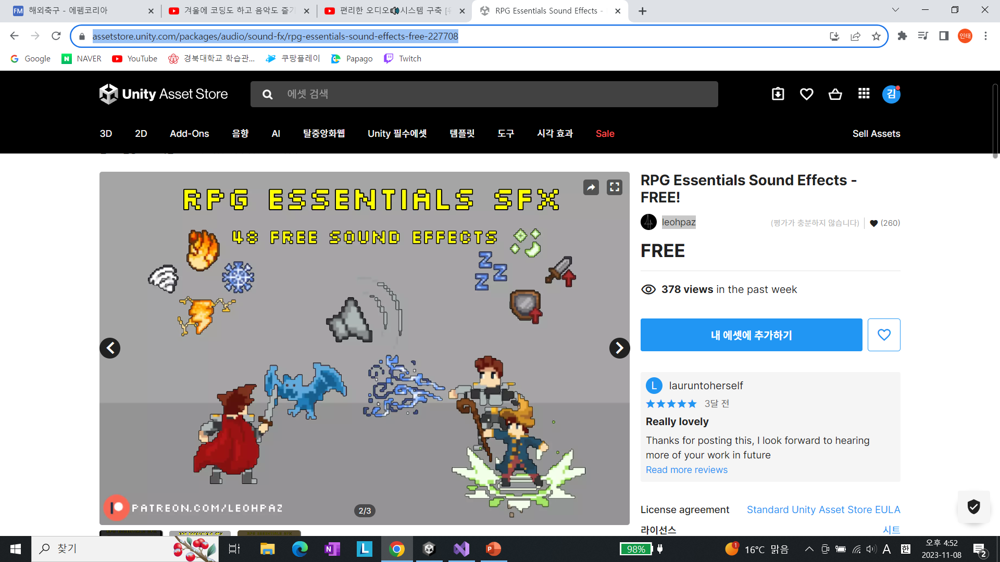 해외축구 - 에펨코리아
겨울에 코딩도 하고 음악도 즐기
편리한 오디오🔊시스템 구축 [유
RPG Essentials Sound Effects -
assetstore.unity.com/packages/audio/sound-fx/rpg-essentials-sound-effects-free-227708
인태
Google
NAVER
YouTube
경북대학교 학습관...
쿠팡플레이
Papago
Twitch
Unity Asset Store
에셋 검색
김
3D
2D
Add-Ons
음향
AI
탈중앙화웹
Unity 필수에셋
템플릿
도구
시각 효과
Sale
Sell Assets
RPG ESSENTIALS SFX
48 FREE SOUND EFFECTS
PATREON.COM/LEOHPAZ
2/3
RPG Essentials Sound Effects -
FREE!
leohpaz
(평가가 충분하지 않습니다)
(260)
FREE
378 views in the past week
내 에셋에 추가하기
L
lauruntoherself
3달 전
Really lovely
Thanks for posting this, I look forward to hearing
more of your work in future
Read more reviews
License agreement
Standard Unity Asset Store EULA
라이선스
시트
찾기
98%
1
16°C 맑음
A
한
오후 4:52
2023-11-08
2